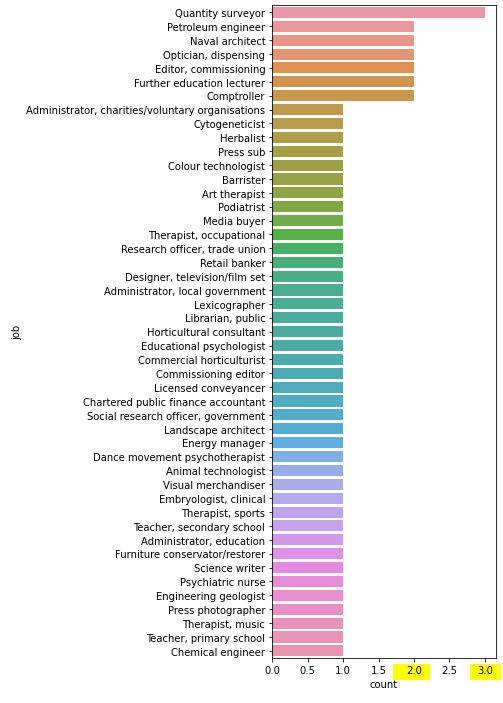 Quantity surveyor
Petroleum engineer
Naval architect
Optician, dispensing
Editor, commissioning
Further education lecturer
Comptroller
Administrator, charities/voluntary organisations
Cytogeneticist
Herbalist
Press sub
Colour technologist
Barrister
Art therapist
Podiatrist
Media buyer
Therapist, occupational
Research officer, trade union
Retail banker
Designer, television/film set
Administrator, local government
Lexicographer
Librarian, public
Horticultural consultant
Educational psychologist
Commercial horticulturist
Commissioning editor
Licensed conveyancer
Chartered public finance accountant
Social research officer, government
Landscape architect
Energy manager
Dance movement psychotherapist
Animal technologist
Visual merchandiser
Embryologist, clinical
Therapist, sports
Teacher, secondary school
Administrator, education
Furniture conservator/restorer
Science writer
Psychiatric nurse
Engineering geologist
Press photographer
Therapist, music
Teacher, primary school
Chemical engineer
job
0.0 0.5 1.0 1.5 2.0 2.5 3.0
count